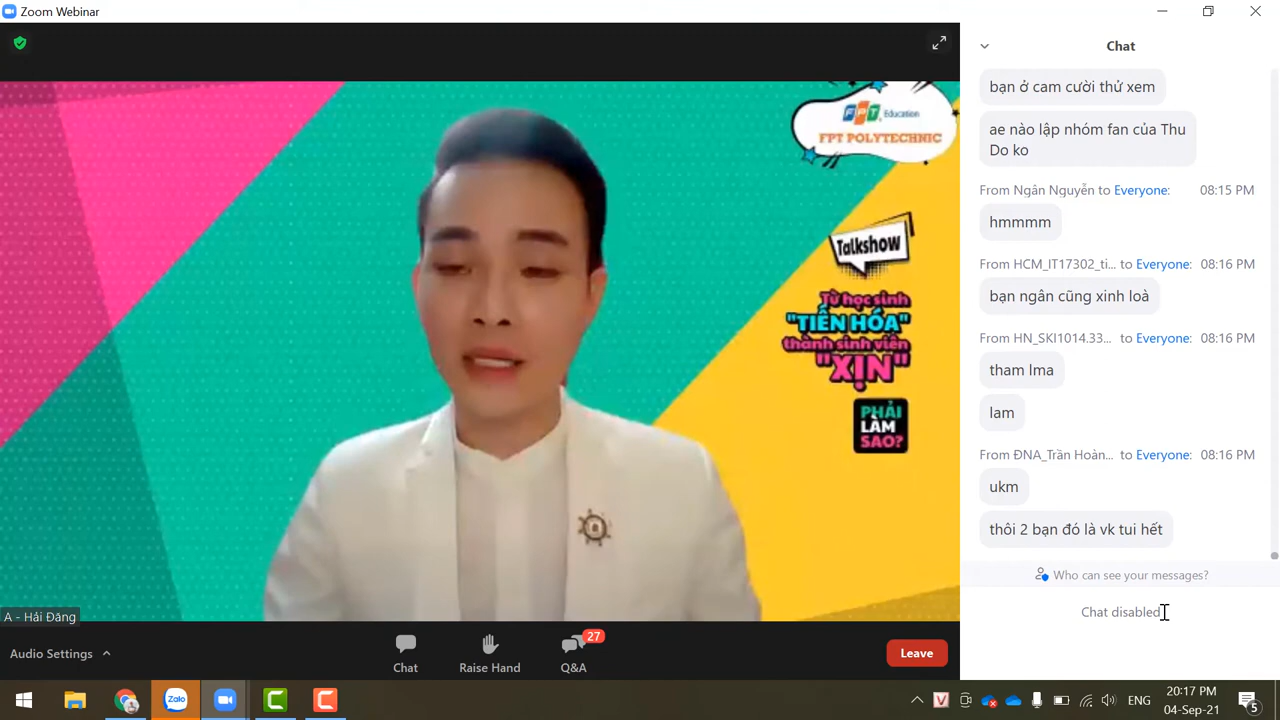 Zoom Webinar
FPT Education
FPT POLYTECHNIC
Talkshow
Từ học sinh
"TIẾN HÓA"
thành sinh viên
"XỊN"
PHẢI
LÀM
SAO?
A - Hải Đăng
Audio Settings
Chat
Raise Hand
27
Q&A
Leave
Chat
bạn ở cam cười thử xem
ae nào lập nhóm fan của Thu
Do ko
From Ngân Nguyễn to Everyone: 08:15 PM
hmmmm
From HCM_IT17302_ti... to Everyone: 08:16 PM
bạn ngân cũng xinh loà
From HN_SKI1014.33... to Everyone: 08:16 PM
tham lma
lam
From ĐNA_Trần Hoàn... to Everyone: 08:16 PM
ukm
thôi 2 bạn đó là vk tui hết
Who can see your messages?
Chat disabled
Zalo
ENG
20:17 PM
04-Sep-21
5